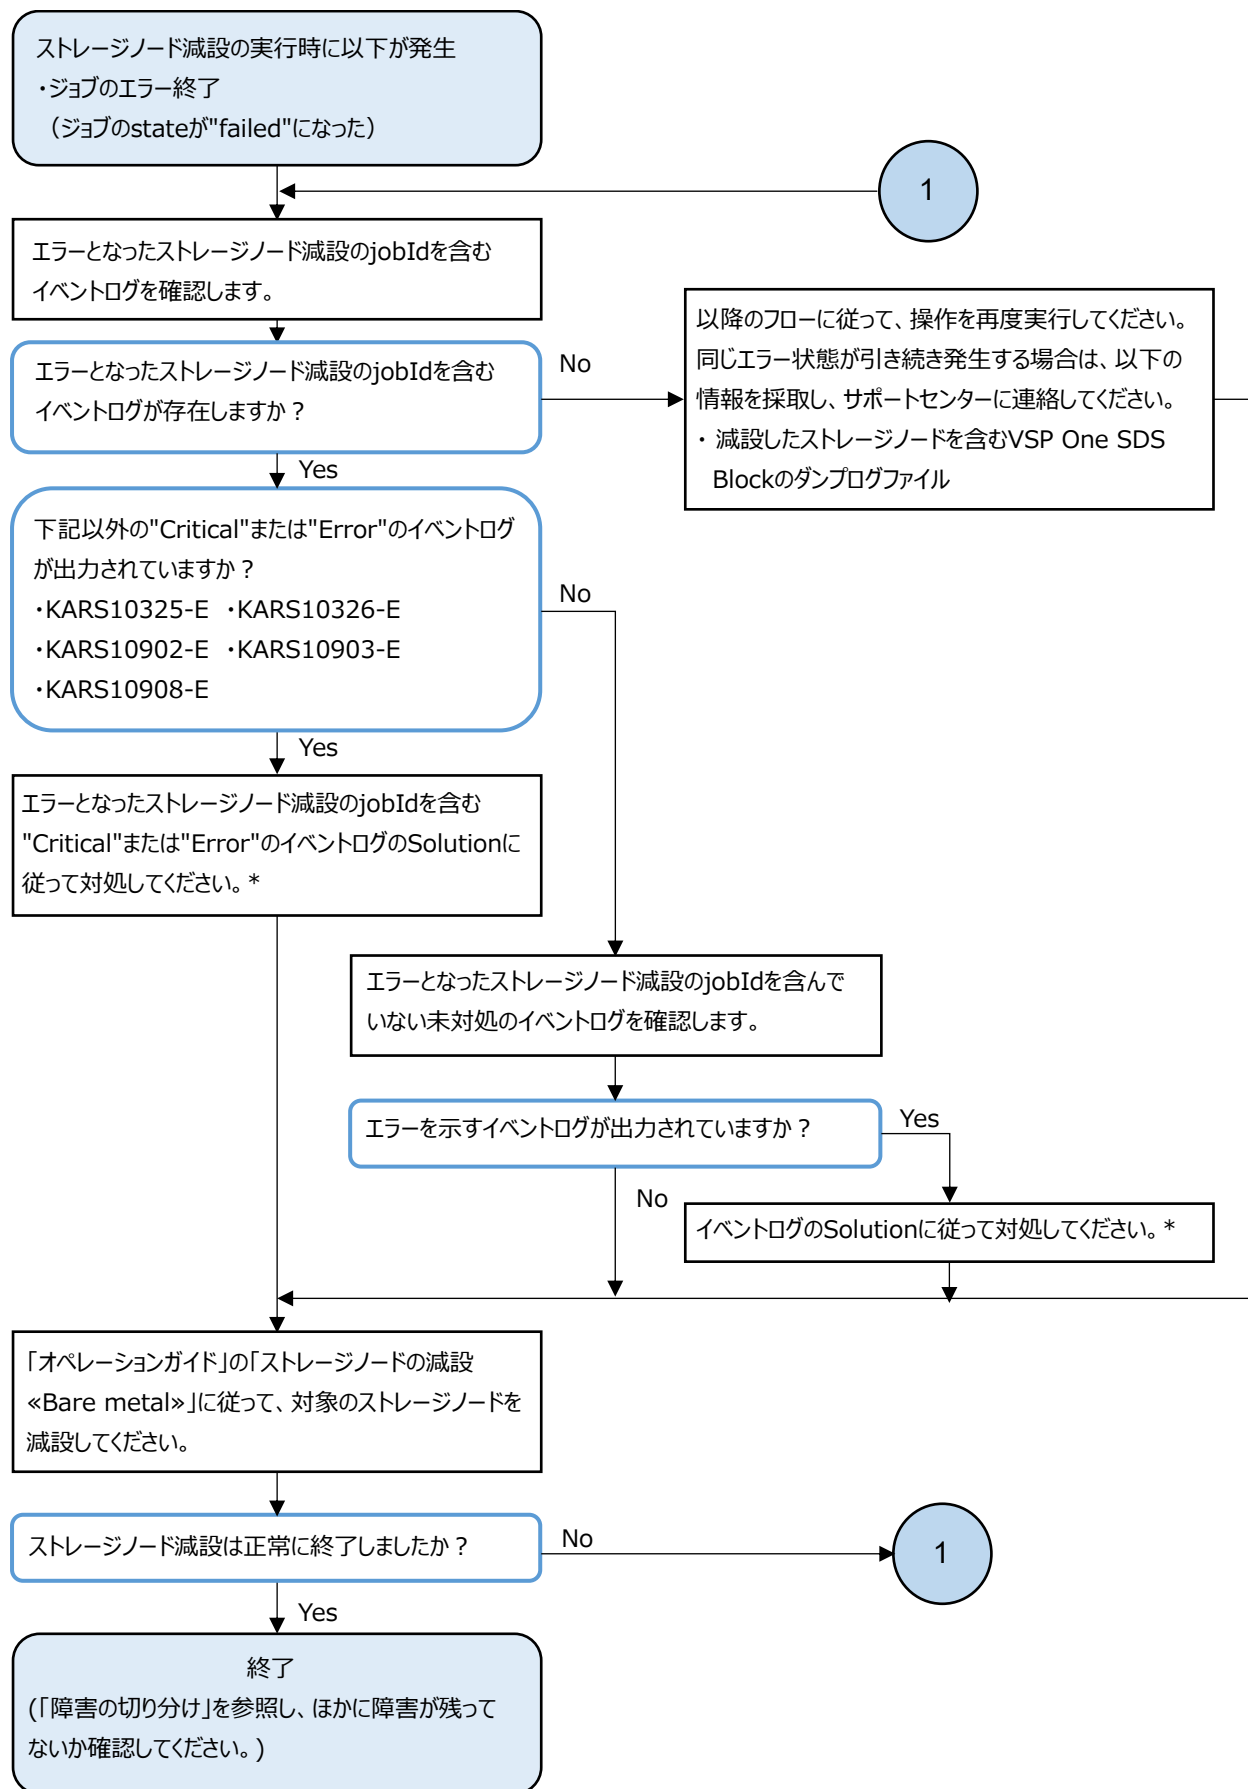 ストレージノード減設の実行時に以下が発生
・ジョブのエラー終了
（ジョブのstateが"failed"になった）
1
エラーとなったストレージノード減設のjobIdを含む
イベントログを確認します。
エラーとなったストレージノード減設のjobIdを含む
イベントログが存在しますか？
No
以降のフローに従って、操作を再度実行してください。
同じエラー状態が引き続き発生する場合は、以下の
情報を採取し、サポートセンターに連絡してください。
・ 減設したストレージノードを含むVSP One SDS
Blockのダンプログファイル
Yes
下記以外の"Critical"または"Error"のイベントログ
が出力されていますか？
・KARS10325-E ・KARS10326-E
・KARS10902-E ・KARS10903-E
・KARS10908-E
No
Yes
エラーとなったストレージノード減設のjobIdを含む
"Critical"または"Error"のイベントログのSolutionに
従って対処してください。*
エラーとなったストレージノード減設のjobIdを含んで
いない未対処のイベントログを確認します。
エラーを示すイベントログが出力されていますか？
Yes
No
イベントログのSolutionに従って対処してください。*
「オペレーションガイド」の「ストレージノードの減設
«Bare metal»」に従って、対象のストレージノードを
減設してください。
ストレージノード減設は正常に終了しましたか？
No
1
Yes
終了
(「障害の切り分け」を参照し、ほかに障害が残って
ないか確認してください。)